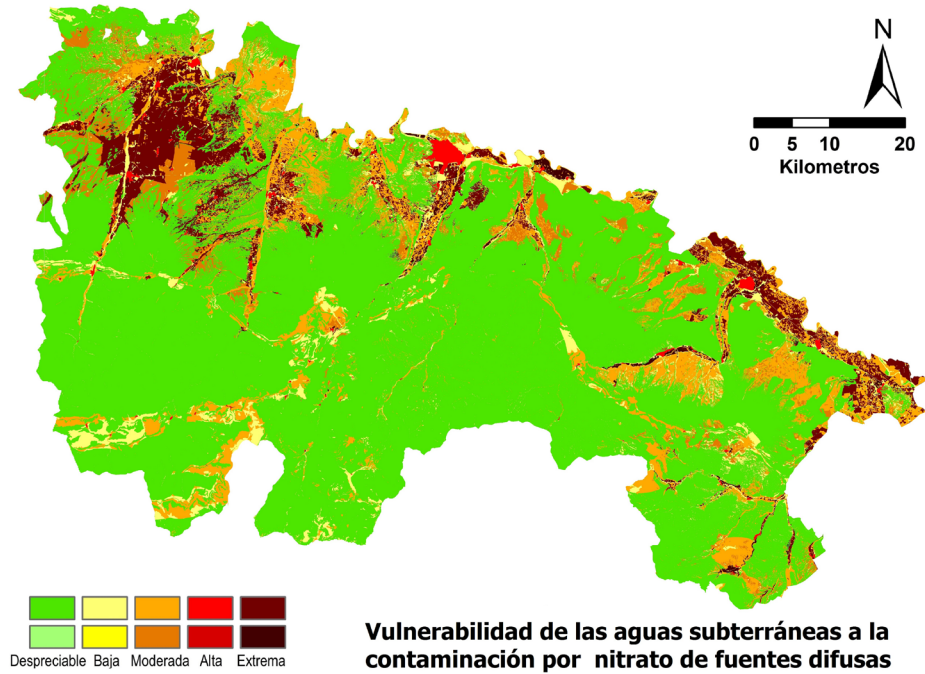 N
0 5 10 20
Kilometros
Despreciable Baja Moderada Alta Extrema
Vulnerabilidad de las aguas subterráneas a la
contaminación por nitrato de fuentes difusas